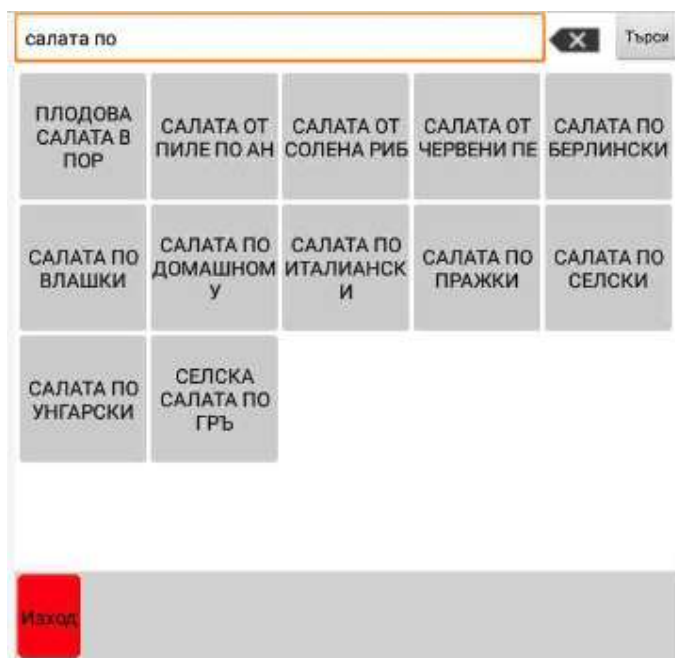 салата по
Търси
ПЛОДОВА
САЛАТА В
ПОР
САЛАТА ОТ
ПИЛЕ ПО АН
САЛАТА ОТ
СОЛЕНА РИБ
САЛАТА ОТ
ЧЕРВЕНИ ПЕ
САЛАТА ПО
БЕРЛИНСКИ
САЛАТА ПО
ВЛАШКИ
САЛАТА ПО
ДОМАШНОМ
У
САЛАТА ПО
ИТАЛИАНСК
И
САЛАТА ПО
ПРАЖКИ
САЛАТА ПО
СЕЛСКИ
САЛАТА ПО
УНГАРСКИ
СЕЛСКА
САЛАТА ПО
ГРЪ
Изход